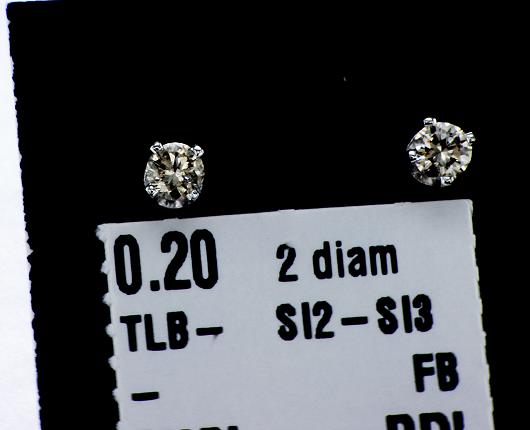 0.20 2 diam
TLB- SI2-SI3
- FB